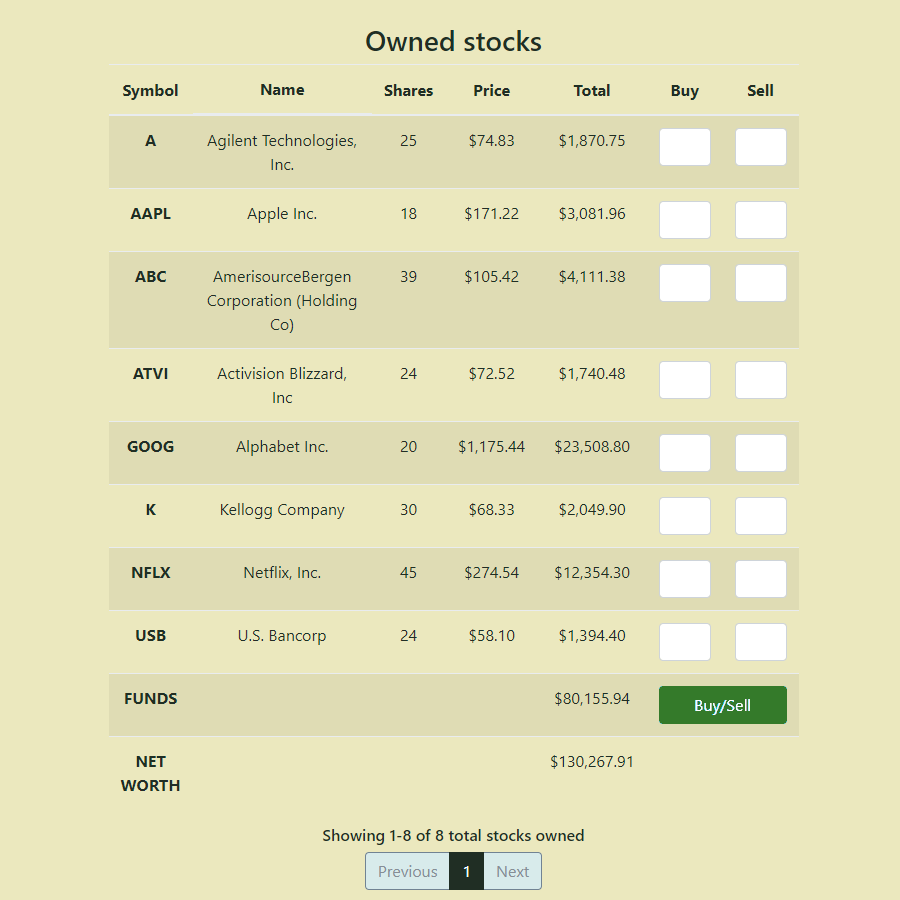 Owned stocks
Symbol Name Shares Price Total Buy Sell
A Agilent Technologies, 25 $74.83 $1,870.75
Inc.
AAPL Apple Inc. 18 $171.22 $3,081.96
ABC AmerisourceBergen 39 $105.42 $4,111.38
Corporation (Holding
Co)
ATVI Activision Blizzard, 24 $72.52 $1,740.48
Inc
GOOG Alphabet Inc. 20 $1,175.44 $23,508.80
K Kellogg Company 30 $68.33 $2,049.90
NFLX Netflix, Inc. 45 $274.54 $12,354.30
USB U.S. Bancorp 24 $58.10 $1,394.40
FUNDS $80,155.94 Buy/Sell
NET $130,267.91
WORTH
Showing 1-8 of 8 total stocks owned
Previous 1 Next